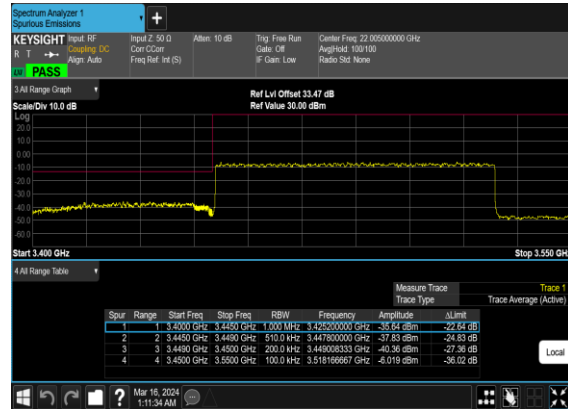 Spectrum Analyzer 1
Spurious Emissions
+
KEYSIGHT Input: RF Input Z: 50 Ω Atten: 10 dB Trig: Free Run Center Freq: 22.005000000 GHz
R T Coupling: DC Corr CCorr Gate: Off Avg|Hold: 100/100
Align: Auto Freq Ref: Int (S) IF Gain: Low Radio Std: None
LW PASS
3 All Range Graph
Ref Lvl Offset 33.47 dB
Scale/Div 10.0 dB Ref Value 30.00 dBm
Log
20.0
10.0
0.00
-10.0
-20.0
-30.0
-40.0
-50.0
-60.0
Start 3.400 GHz Stop 3.550 GHz
4 All Range Table
Measure Trace Trace 1
Trace Type Trace Average (Active)
Spur Range Start Freq Stop Freq RBW Frequency Amplitude ΔLimit
1 1 3.4000 GHz 3.4450 GHz 1.000 MHz 3.425200000 GHz -35.64 dBm -22.64 dB
2 2 3.4450 GHz 3.4490 GHz 510.0 kHz 3.447800000 GHz -37.83 dBm -24.83 dB
3 3 3.4490 GHz 3.4500 GHz 200.0 kHz 3.449008333 GHz -40.36 dBm -27.36 dB
4 4 3.4500 GHz 3.5500 GHz 100.0 kHz 3.518166667 GHz -6.019 dBm -36.02 dB
Local
?
Mar 16, 2024
1:11:34 AM